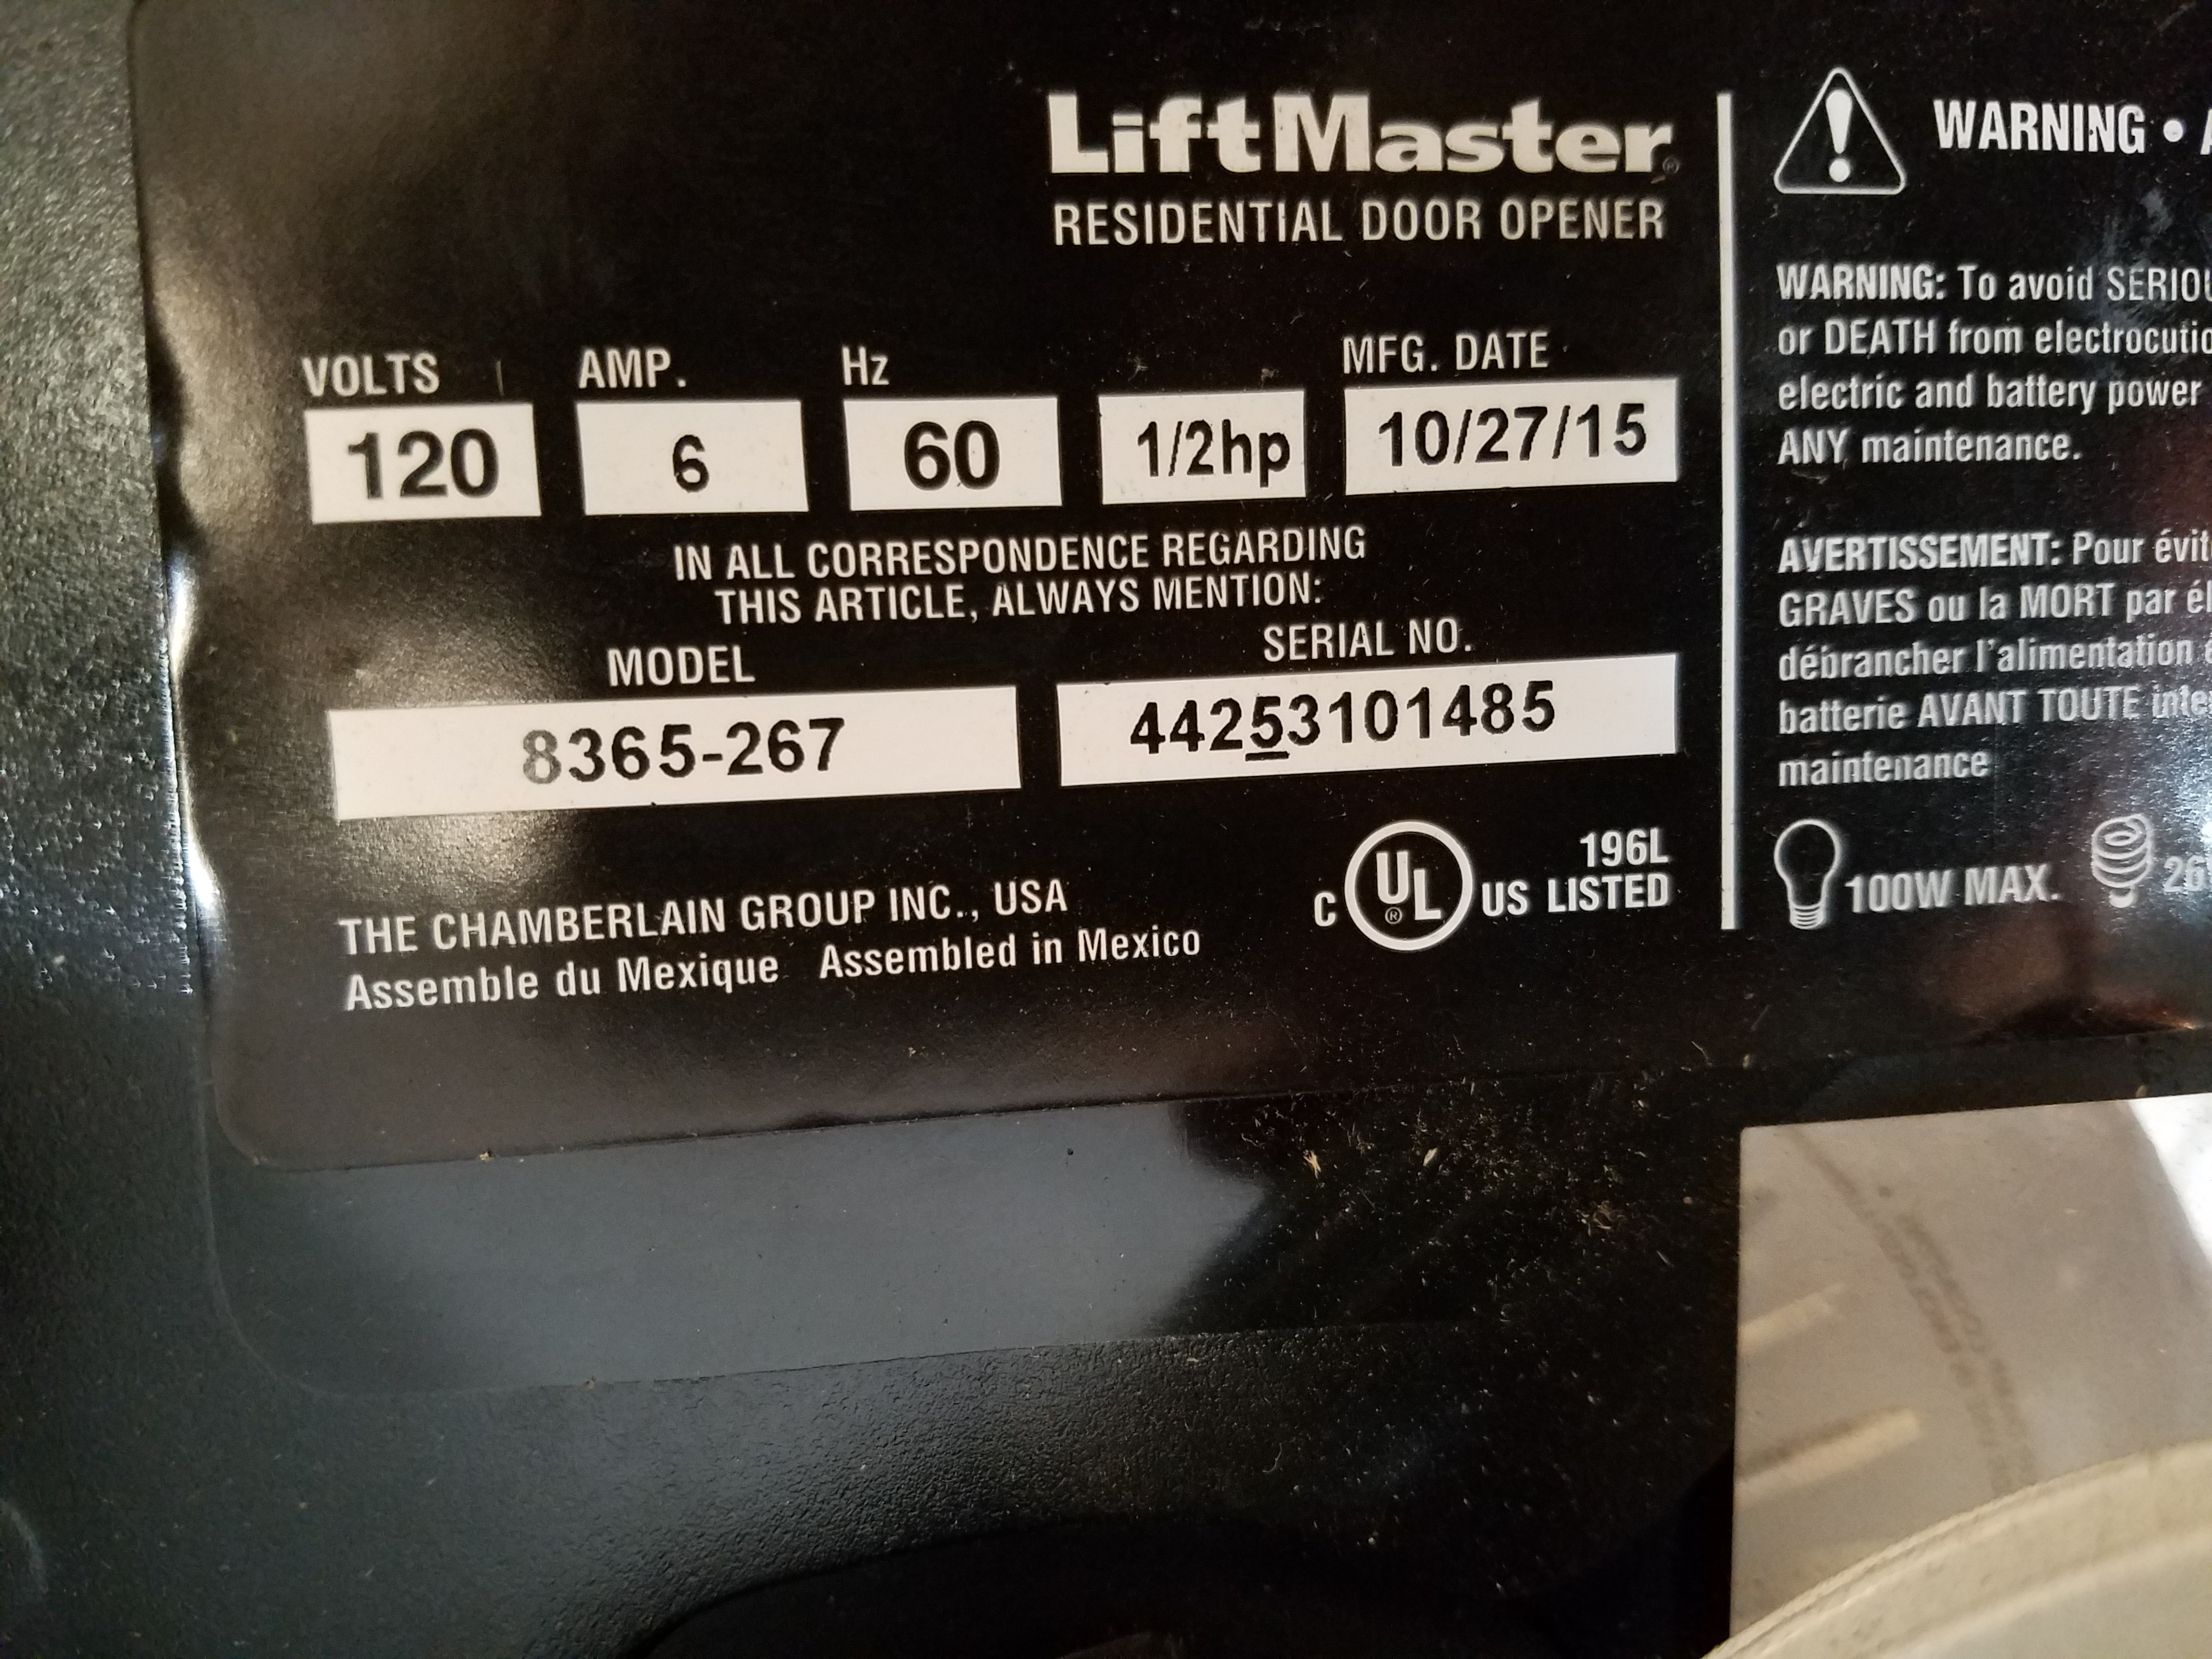 LiftMaster®
RESIDENTIAL DOOR OPENER
VOLTS AMP. Hz MFG. DATE
120 6 60 1/2hp 10/27/15
IN ALL CORRESPONDENCE REGARDING
THIS ARTICLE, ALWAYS MENTION:
MODEL SERIAL NO.
8365-267 44253101485
THE CHAMBERLAIN GROUP INC., USA
Assemble du Mexique Assembled in Mexico
C UL® US 196L LISTED
WARNING •
WARNING: To avoid
or DEATH from
electric and battery power
ANY maintenance.
AVERTISSEMENT: Pour
GRAVES ou la MORT par
débrancher l'alimentation
batterie AVANT TOUTE
maintenance
100W MAX.